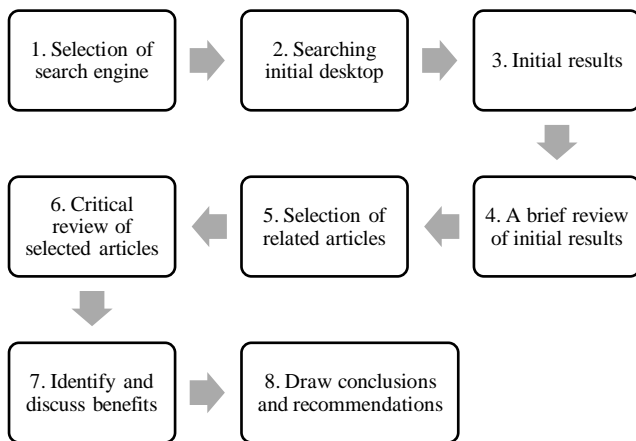 1. Selection of
search engine
2. Searching
initial desktop
3. Initial results
4. A brief review
of initial results
5. Selection of
related articles
6. Critical
review of
selected articles
7. Identify and
discuss benefits
8. Draw conclusions
and recommendations